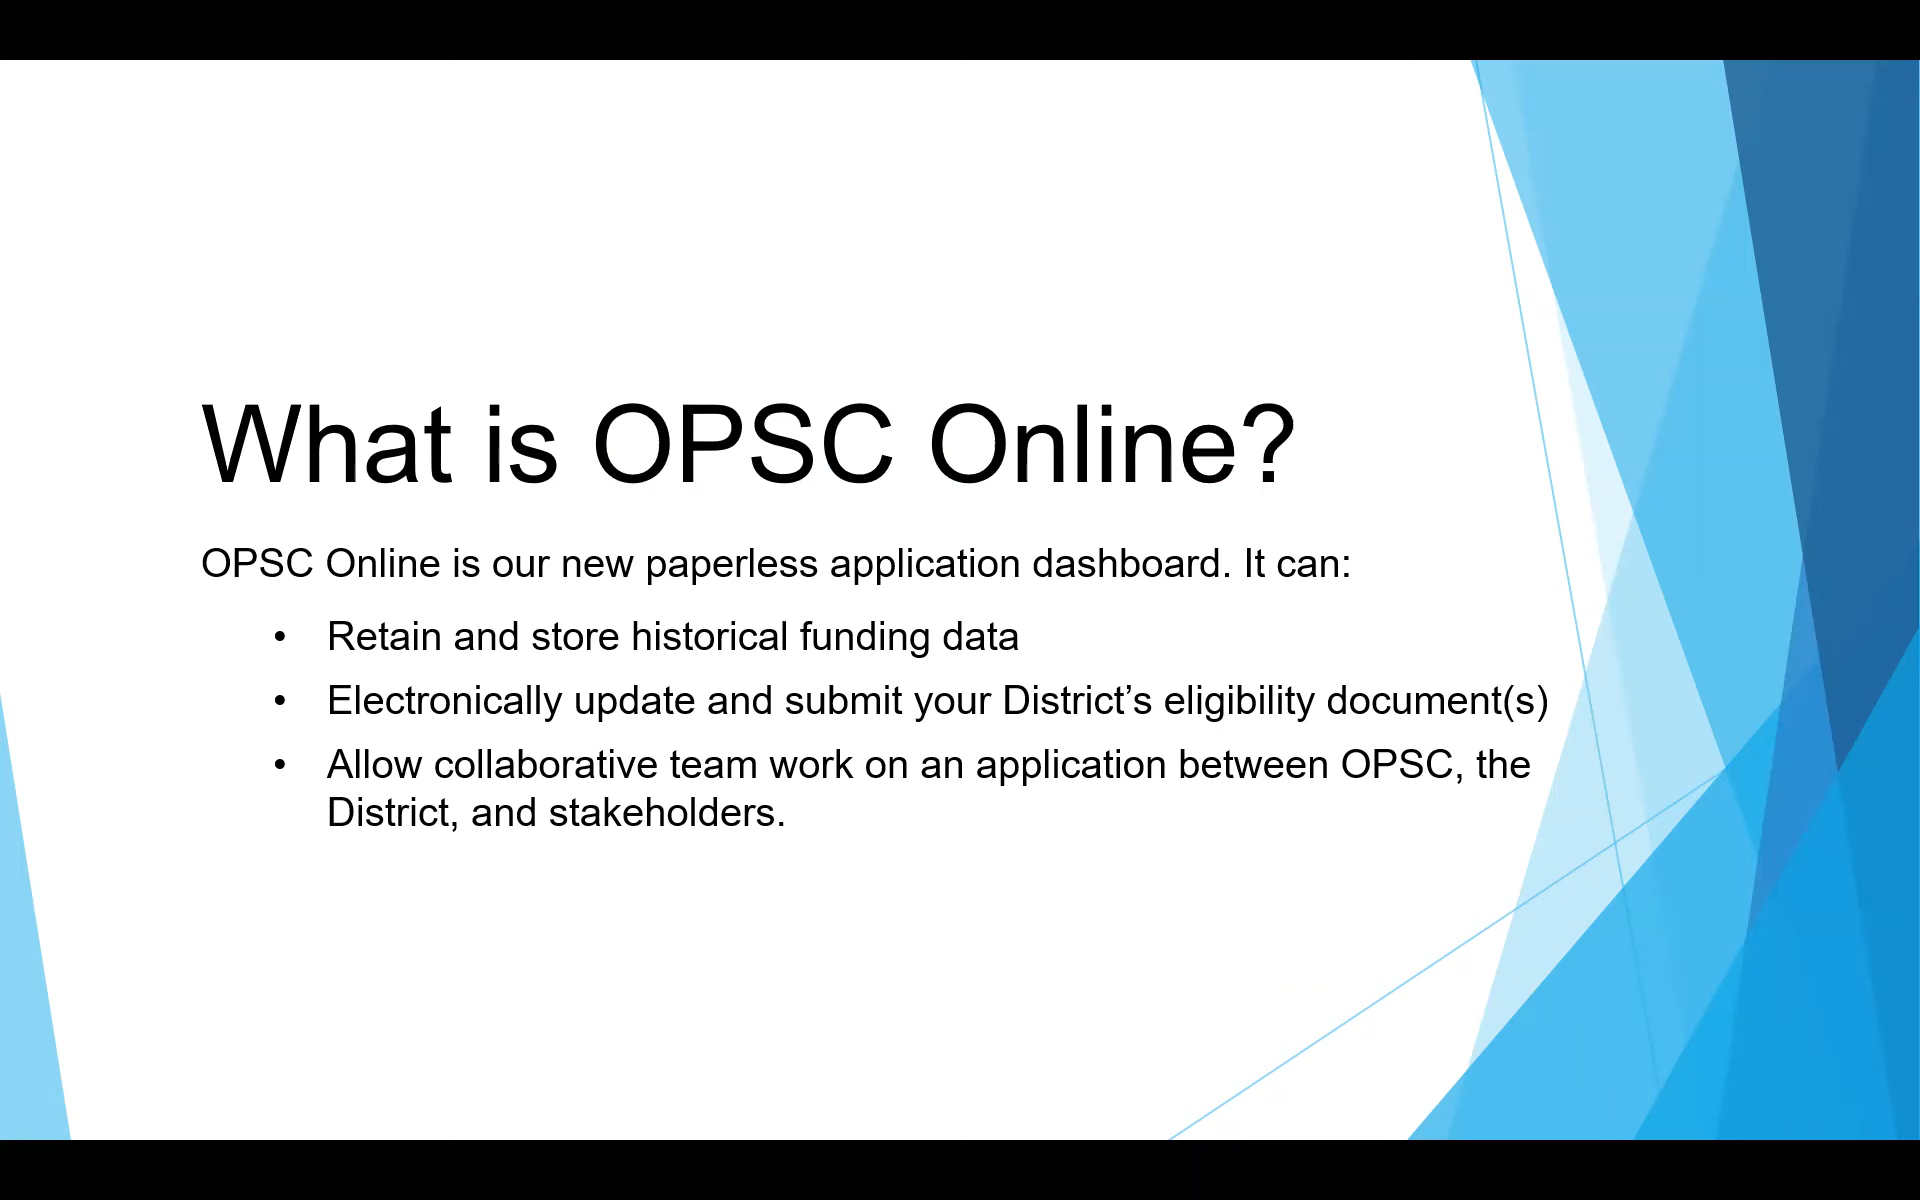 What is OPSC Online?
OPSC Online is our new paperless application dashboard. It can:
• Retain and store historical funding data
• Electronically update and submit your District’s eligibility document(s)
• Allow collaborative team work on an application between OPSC, the
District, and stakeholders.